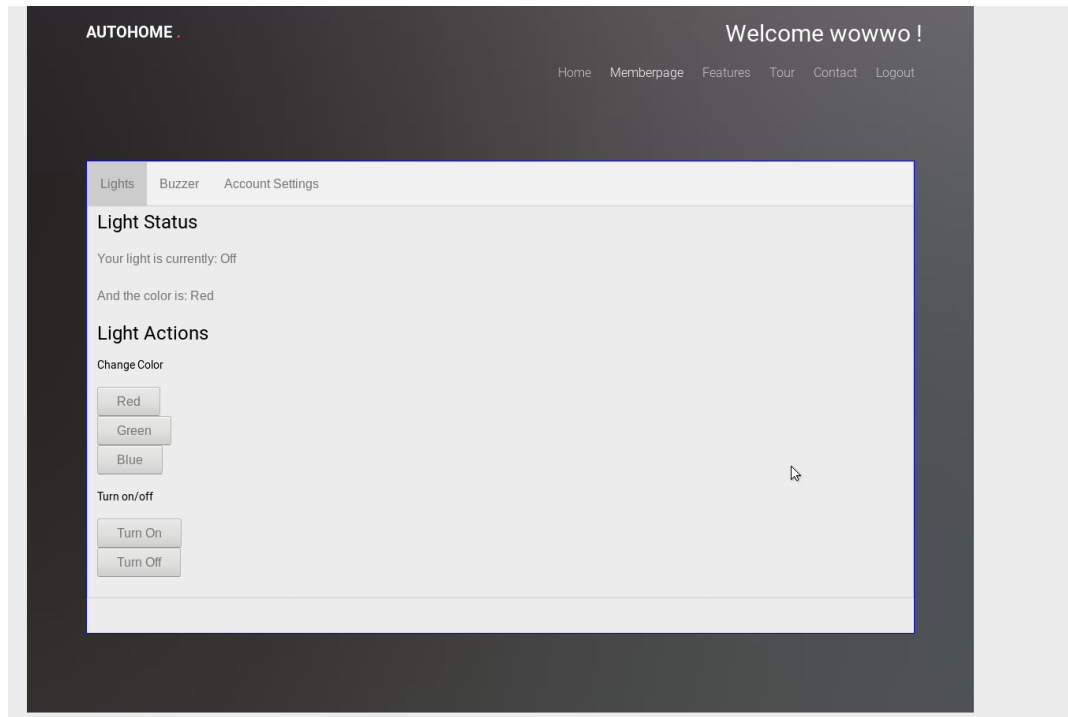 AUTOHOME .
Welcome wowwo !
Home Memberpage Features Tour Contact Logout
Lights Buzzer Account Settings
Light Status
Your light is currently: Off
And the color is: Red
Light Actions
Change Color
Red
Green
Blue
Turn on/off
Turn On
Turn Off